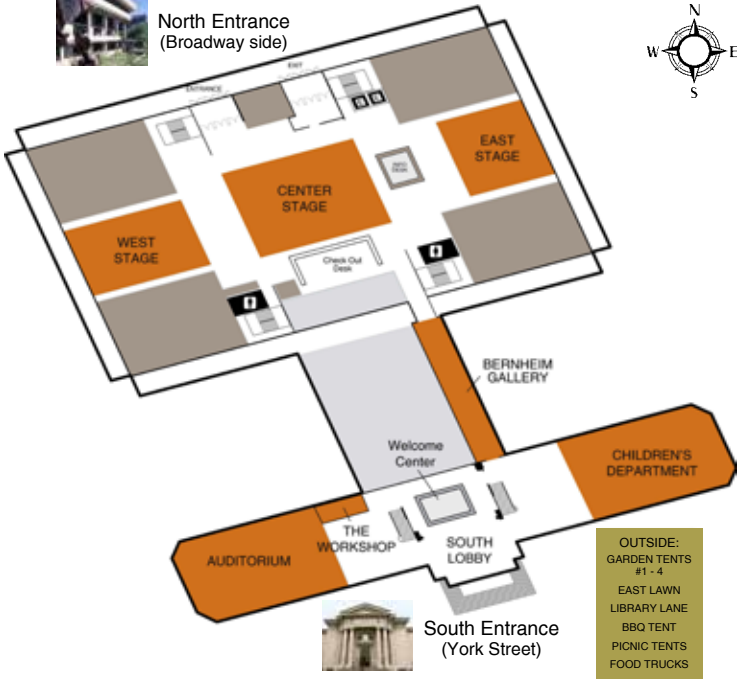 North Entrance
(Broadway side)
N
W E
S
EXIT
ENTRANCE
EAST
STAGE
INFO
DESK
CENTER
STAGE
WEST
STAGE
Check Out
Desk
BERNHEIM
GALLERY
Welcome
Center
CHILDREN'S
DEPARTMENT
THE
WORKSHOP
SOUTH
LOBBY
AUDITORIUM
OUTSIDE:
GARDEN TENTS
#1 - 4
EAST LAWN
LIBRARY LANE
BBQ TENT
PICNIC TENTS
FOOD TRUCKS
South Entrance
(York Street)